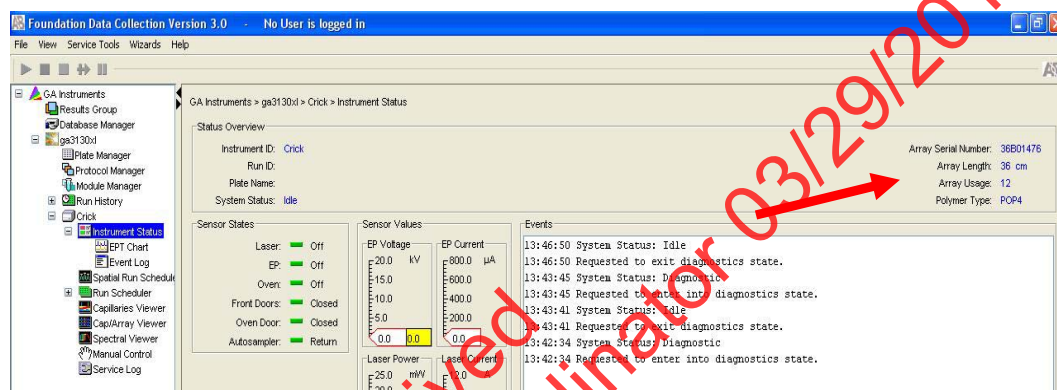 Foundation Data Collection Version 3.0 - No User is logged in
File View Service Tools Wizards Help
GA Instruments
Results Group
Database Manager
ga3130xl
Plate Manager
Protocol Manager
Module Manager
Run History
Crick
Instrument Status
EPT Chart
Event Log
Spatial Run Schedule
Run Scheduler
Capillaries Viewer
Cap/Array Viewer
Spectral Viewer
Manual Control
Service Log
GA Instruments > ga3130xl > Crick > Instrument Status
Status Overview
Instrument ID: Crick
Run ID:
Plate Name:
System Status: Idle
Array Serial Number: 36B01476
Array Length: 36 cm
Array Usage: 12
Polymer Type: POP4
Sensor States
Laser: Off
EP: Off
Oven: Off
Front Doors: Closed
Oven Door: Closed
Autosampler: Return
Sensor Values
EP Voltage
20.0 kV
15.0
10.0
5.0
0.0 0.0
EP Current
800.0 µA
600.0
400.0
200.0
0.0
Laser Power
25.0 mW
20.0
Laser Current
12.0 A
Events
13:46:50 System Status: Idle
13:46:50 Requested to exit diagnostics state.
13:43:45 System Status: Diagnostic
13:43:45 Requested to enter into diagnostics state.
13:43:41 System Status: Idle
13:43:41 Requested to exit diagnostics state.
13:42:34 System Status: Diagnostic
13:42:34 Requested to enter into diagnostics state.